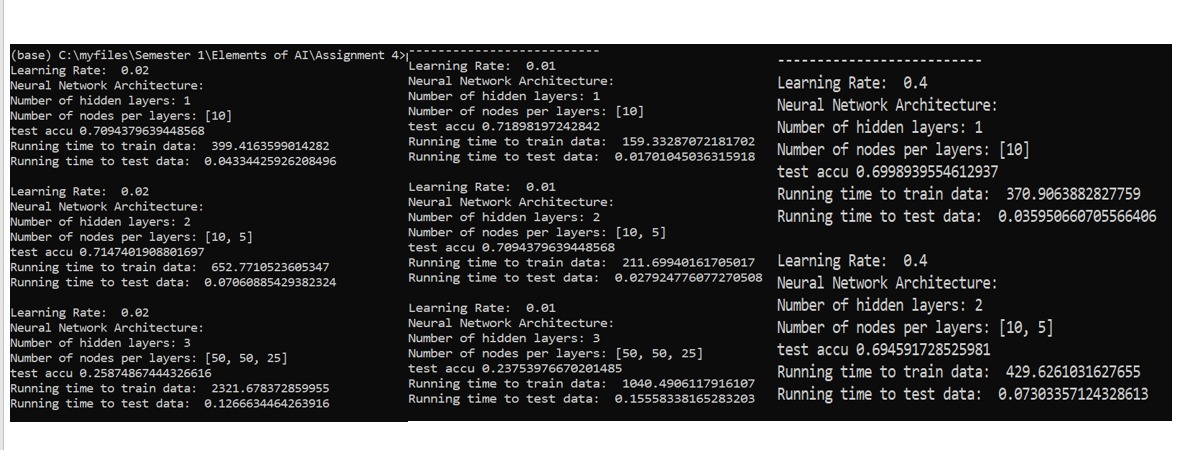 (base) C:\myfiles\Semester 1\Elements of AI\Assignment 4>
Learning Rate:  0.02
Neural Network Architecture:
Number of hidden layers: 1
Number of nodes per layers: [10]
test accu 0.7094379639448568
Running time to train data:  399.4163599014282
Running time to test data:  0.04334425926208496
Learning Rate:  0.02
Neural Network Architecture:
Number of hidden layers: 2
Number of nodes per layers: [10, 5]
test accu 0.7147401908801697
Running time to train data:  652.7710523605347
Running time to test data:  0.07060885429382324
Learning Rate:  0.02
Neural Network Architecture:
Number of hidden layers: 3
Number of nodes per layers: [50, 50, 25]
test accu 0.25874867444326616
Running time to train data:  2321.678372859955
Running time to test data:  0.1266634464263916
--------------------------
Learning Rate:  0.01
Neural Network Architecture:
Number of hidden layers: 1
Number of nodes per layers: [10]
test accu 0.71898197242842
Running time to train data:  159.33287072181702
Running time to test data:  0.01701045036315918
Learning Rate:  0.01
Neural Network Architecture:
Number of hidden layers: 2
Number of nodes per layers: [10, 5]
test accu 0.7094379639448568
Running time to train data:  211.69940161705017
Running time to test data:  0.027924776077270508
Learning Rate:  0.01
Neural Network Architecture:
Number of hidden layers: 3
Number of nodes per layers: [50, 50, 25]
test accu 0.23753976670201485
Running time to train data:  1040.4906117916107
Running time to test data:  0.15558338165283203
--------------------------
Learning Rate:  0.4
Neural Network Architecture:
Number of hidden layers: 1
Number of nodes per layers: [10]
test accu 0.6998939554612937
Running time to train data:  370.9063882827759
Running time to test data:  0.035950660705566406
Learning Rate:  0.4
Neural Network Architecture:
Number of hidden layers: 2
Number of nodes per layers: [10, 5]
test accu 0.694591728525981
Running time to train data:  429.6261031627655
Running time to test data:  0.07303357124328613